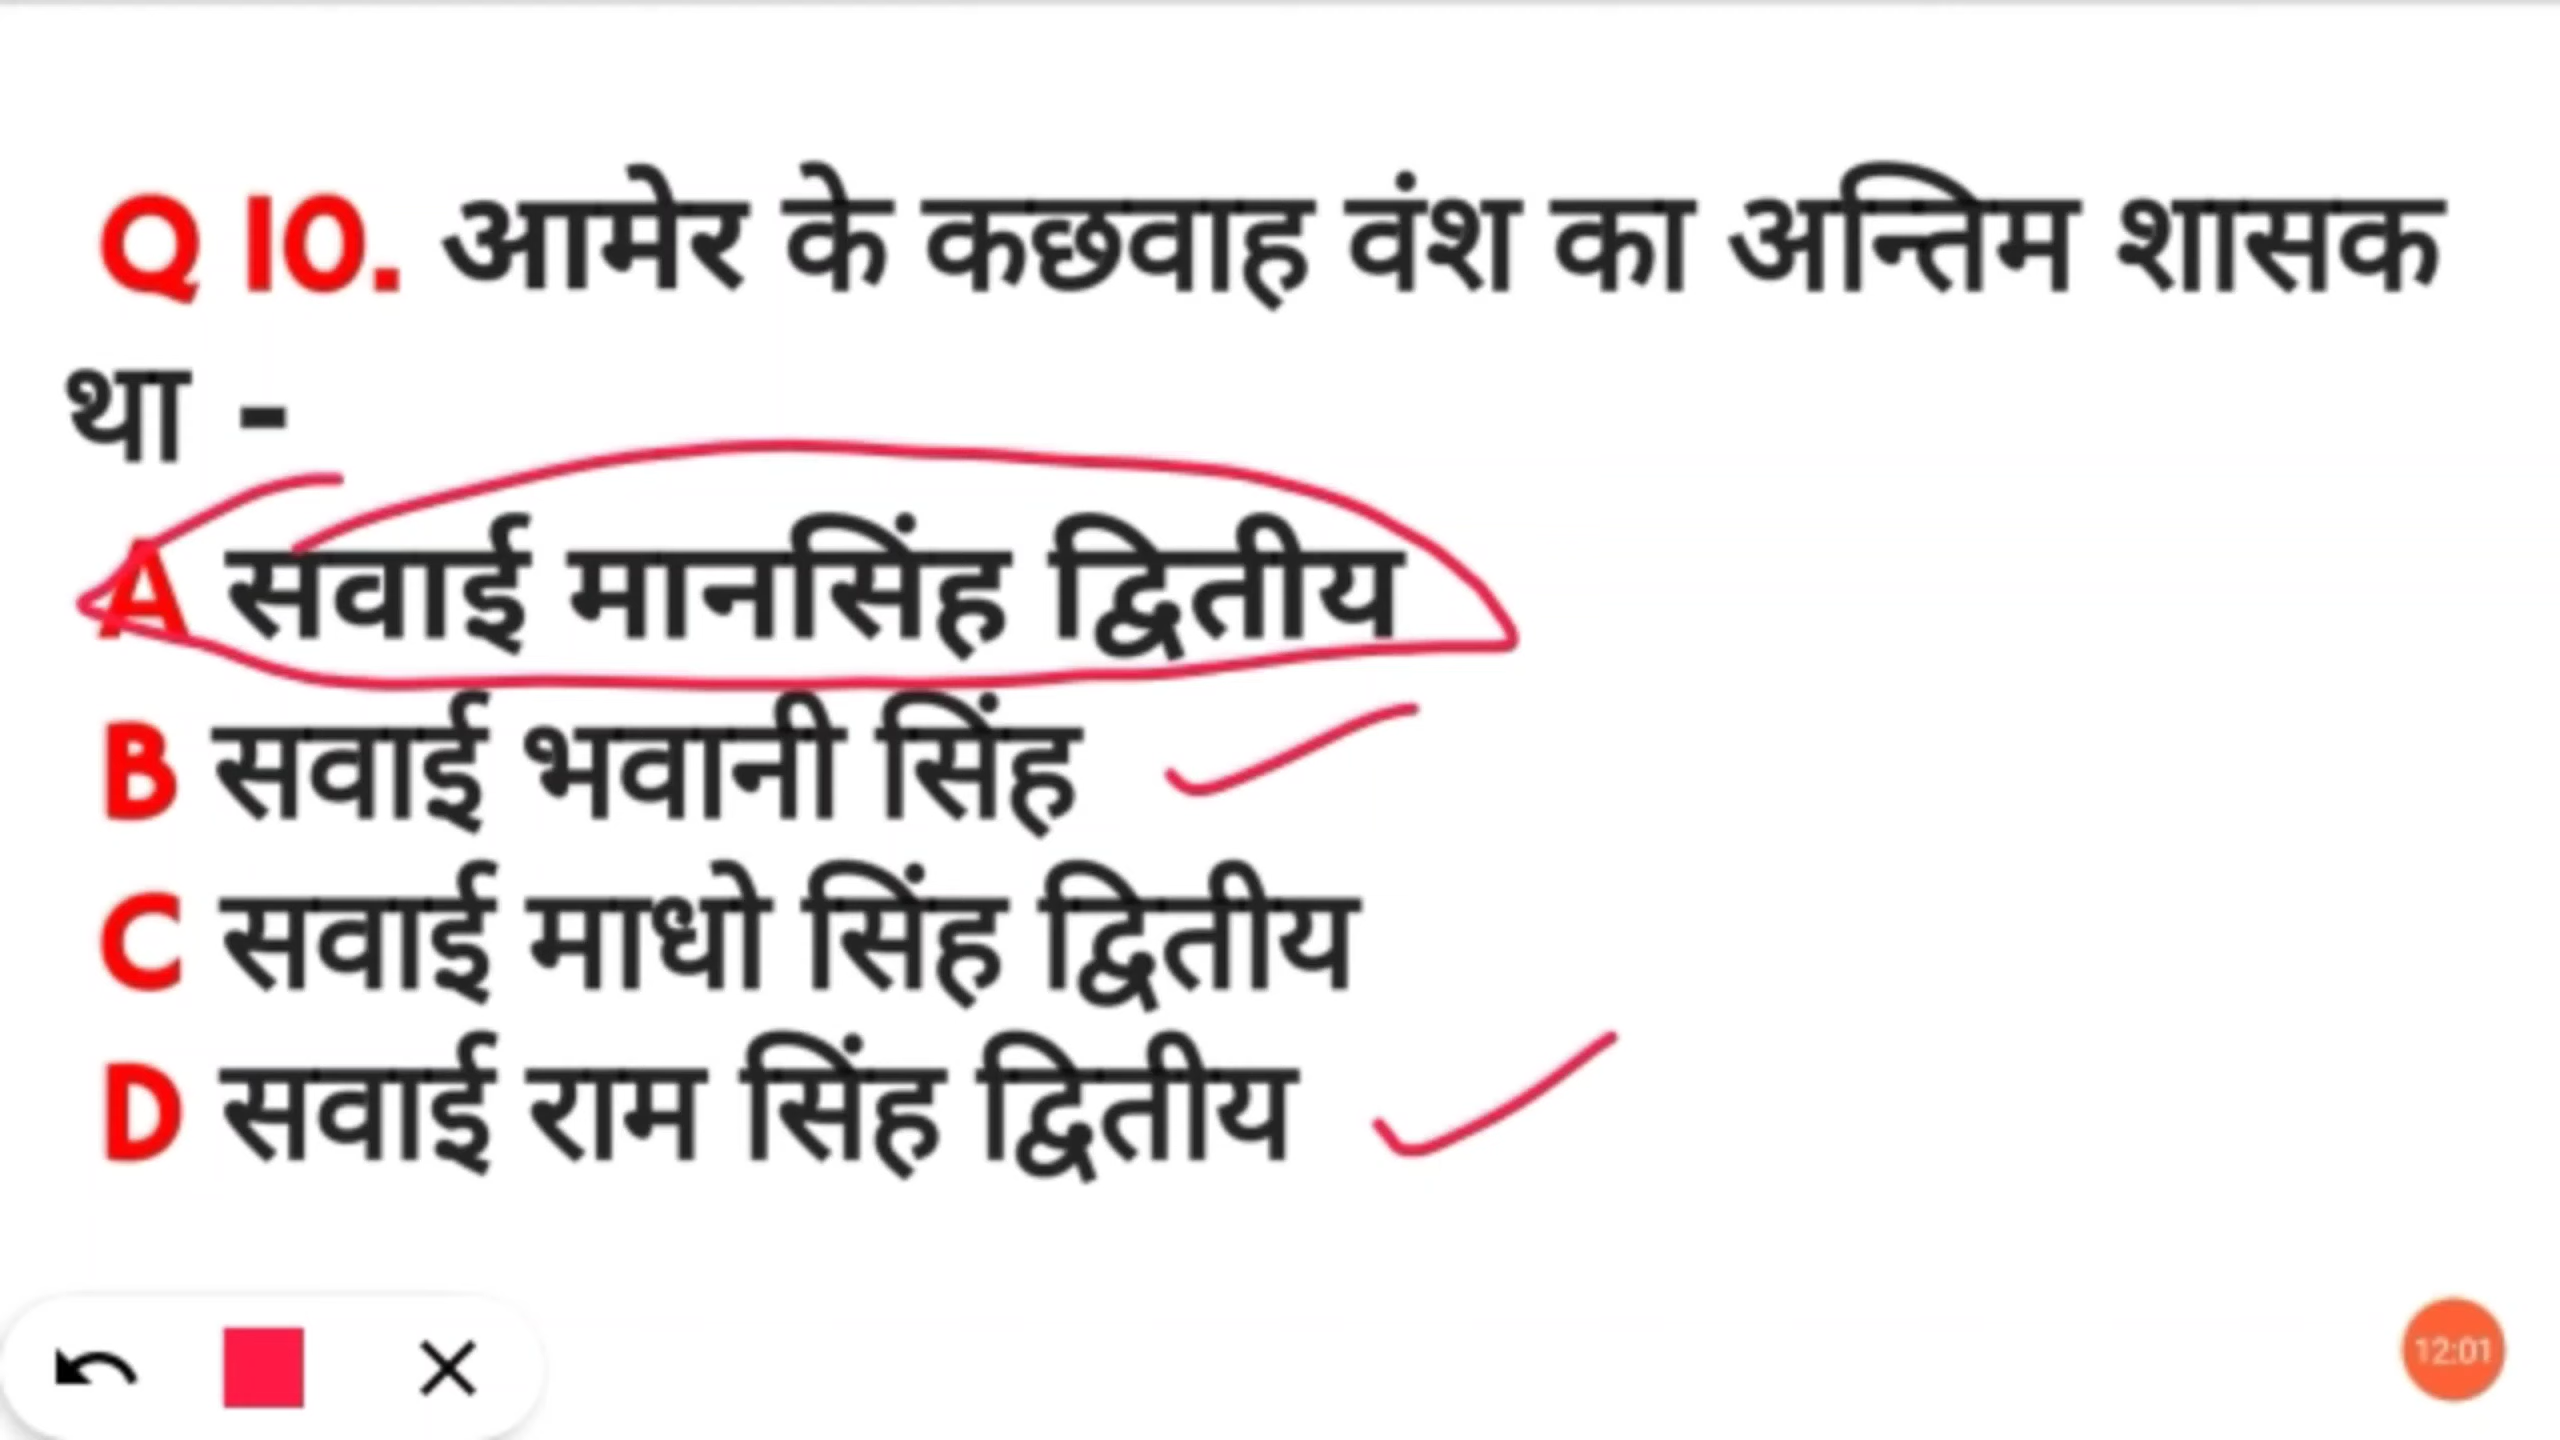 Q 10. आमेर के कछवाह वंश का अन्तिम शासक
था -
A सवाई मानसिंह द्वितीय
B सवाई भवानी सिंह
C सवाई माधो सिंह द्वितीय
D सवाई राम सिंह द्वितीय
12:01